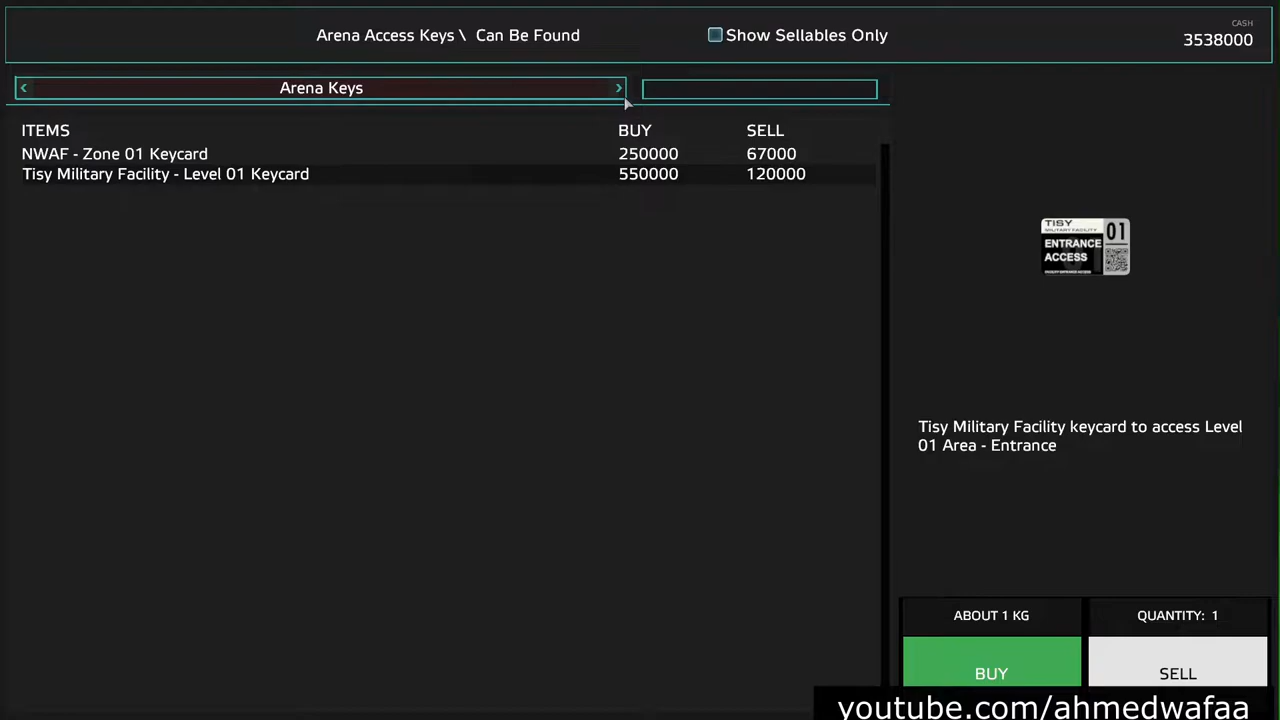 Arena Access Keys \ Can Be Found
Show Sellables Only
CASH
3538000
< Arena Keys >
ITEMS BUY SELL
NWAF - Zone 01 Keycard 250000 67000
Tisy Military Facility - Level 01 Keycard 550000 120000
TISY
MILITARY FACILITY
01
ENTRANCE
ACCESS
Tisy Military Facility keycard to access Level
01 Area - Entrance
ABOUT 1 KG
QUANTITY: 1
BUY
SELL
youtube.com/ahmedwafaa